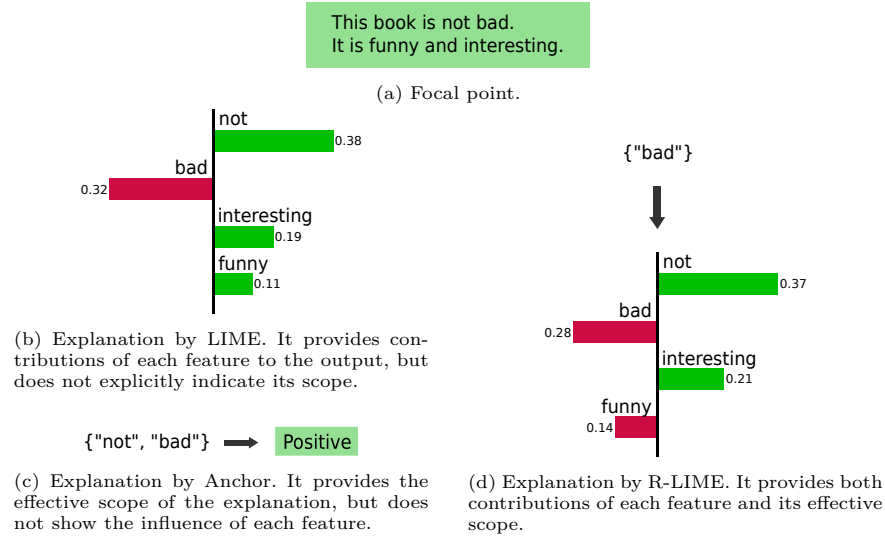 This book is not bad.
It is funny and interesting.
(a) Focal point.
not
0.38
bad
0.32
interesting
0.19
funny
0.11
(b) Explanation by LIME. It provides con-
tributions of each feature to the output, but
does not explicitly indicate its scope.
{"not", "bad"}
Positive
(c) Explanation by Anchor. It provides the
effective scope of the explanation, but does
not show the influence of each feature.
{"bad"}
not
0.37
bad
0.28
interesting
0.21
funny
0.14
(d) Explanation by R-LIME. It provides both
contributions of each feature and its effective
scope.